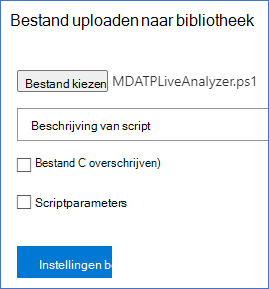 Bestand uploaden naar bibliotheek
Bestand kiezen MDATPLiveAnalyzer.ps1
Beschrijving van script
Bestand C overschrijven)
Scriptparameters
Instellingen b